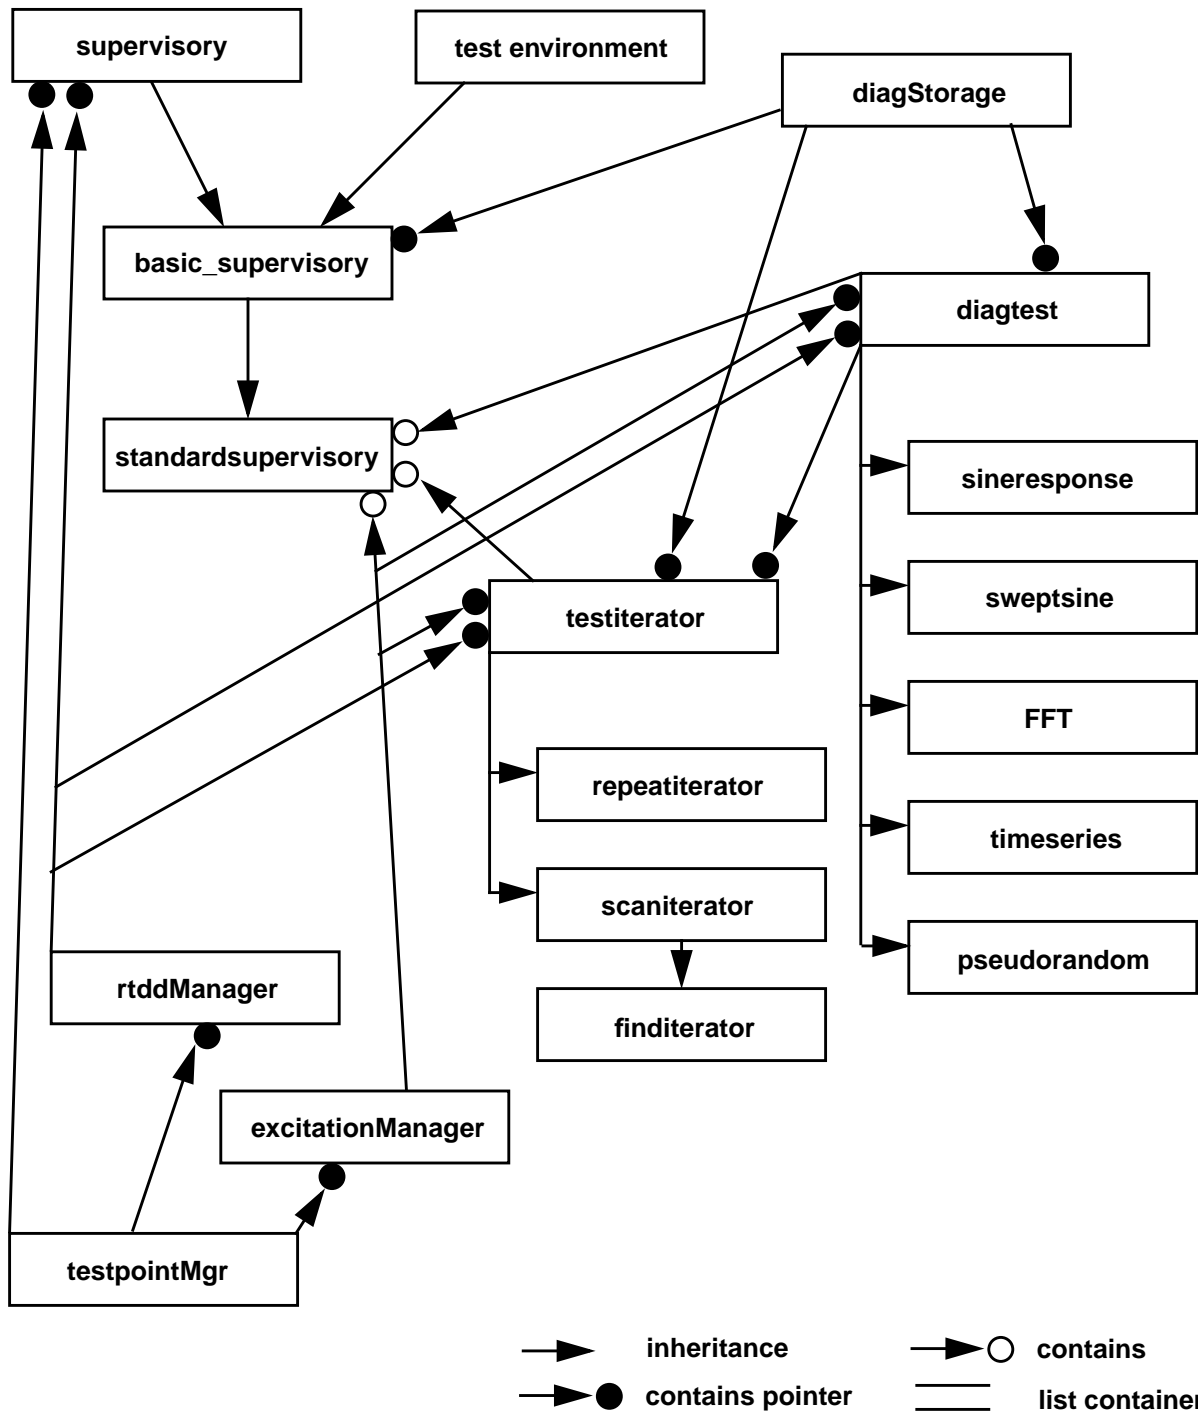 supervisory
test environment
diagStorage
basic_supervisory
diagtest
standardsupervisory
sineresponse
sweptsine
testiterator
FFT
repeatiterator
timeseries
scaniterator
pseudorandom
rtddManager
finditerator
excitationManager
testpointMgr
inheritance
contains
contains pointer
list container